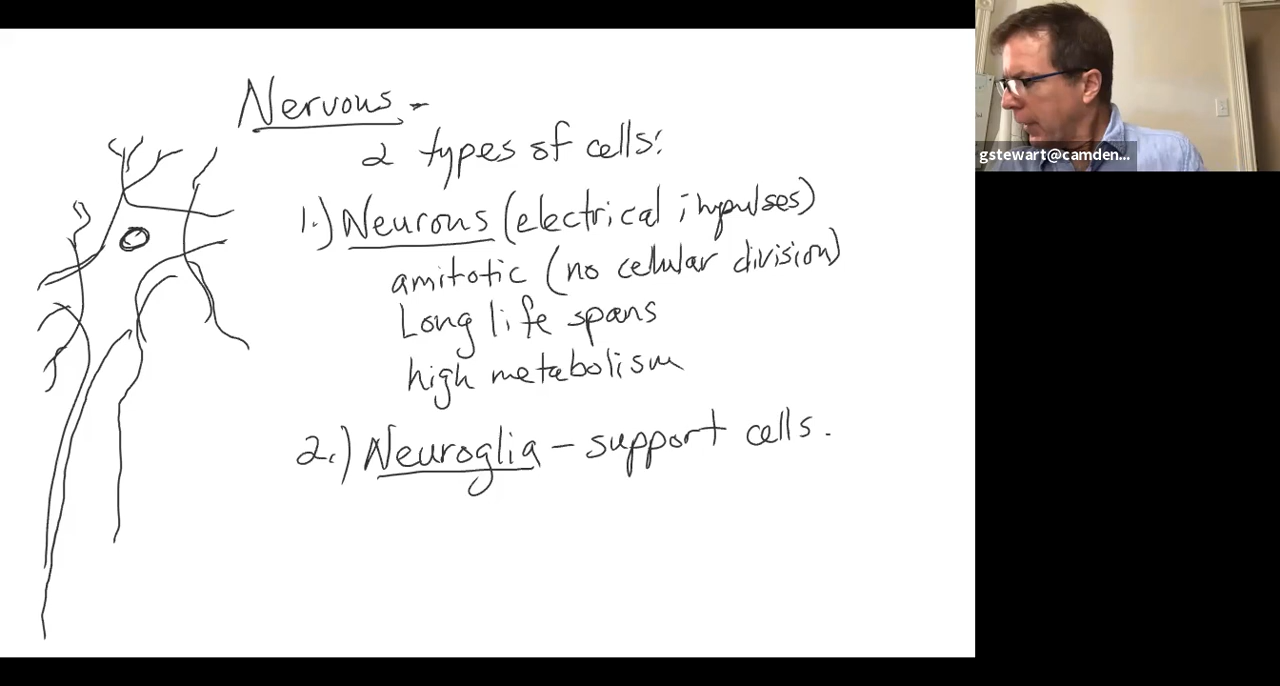 Nervous -
2 types of cells:
1.) Neurons (electrical impulses)
amitotic (no cellular division)
Long life spans
high metabolism
2.) Neuroglia - support cells.
gstewart@camden...